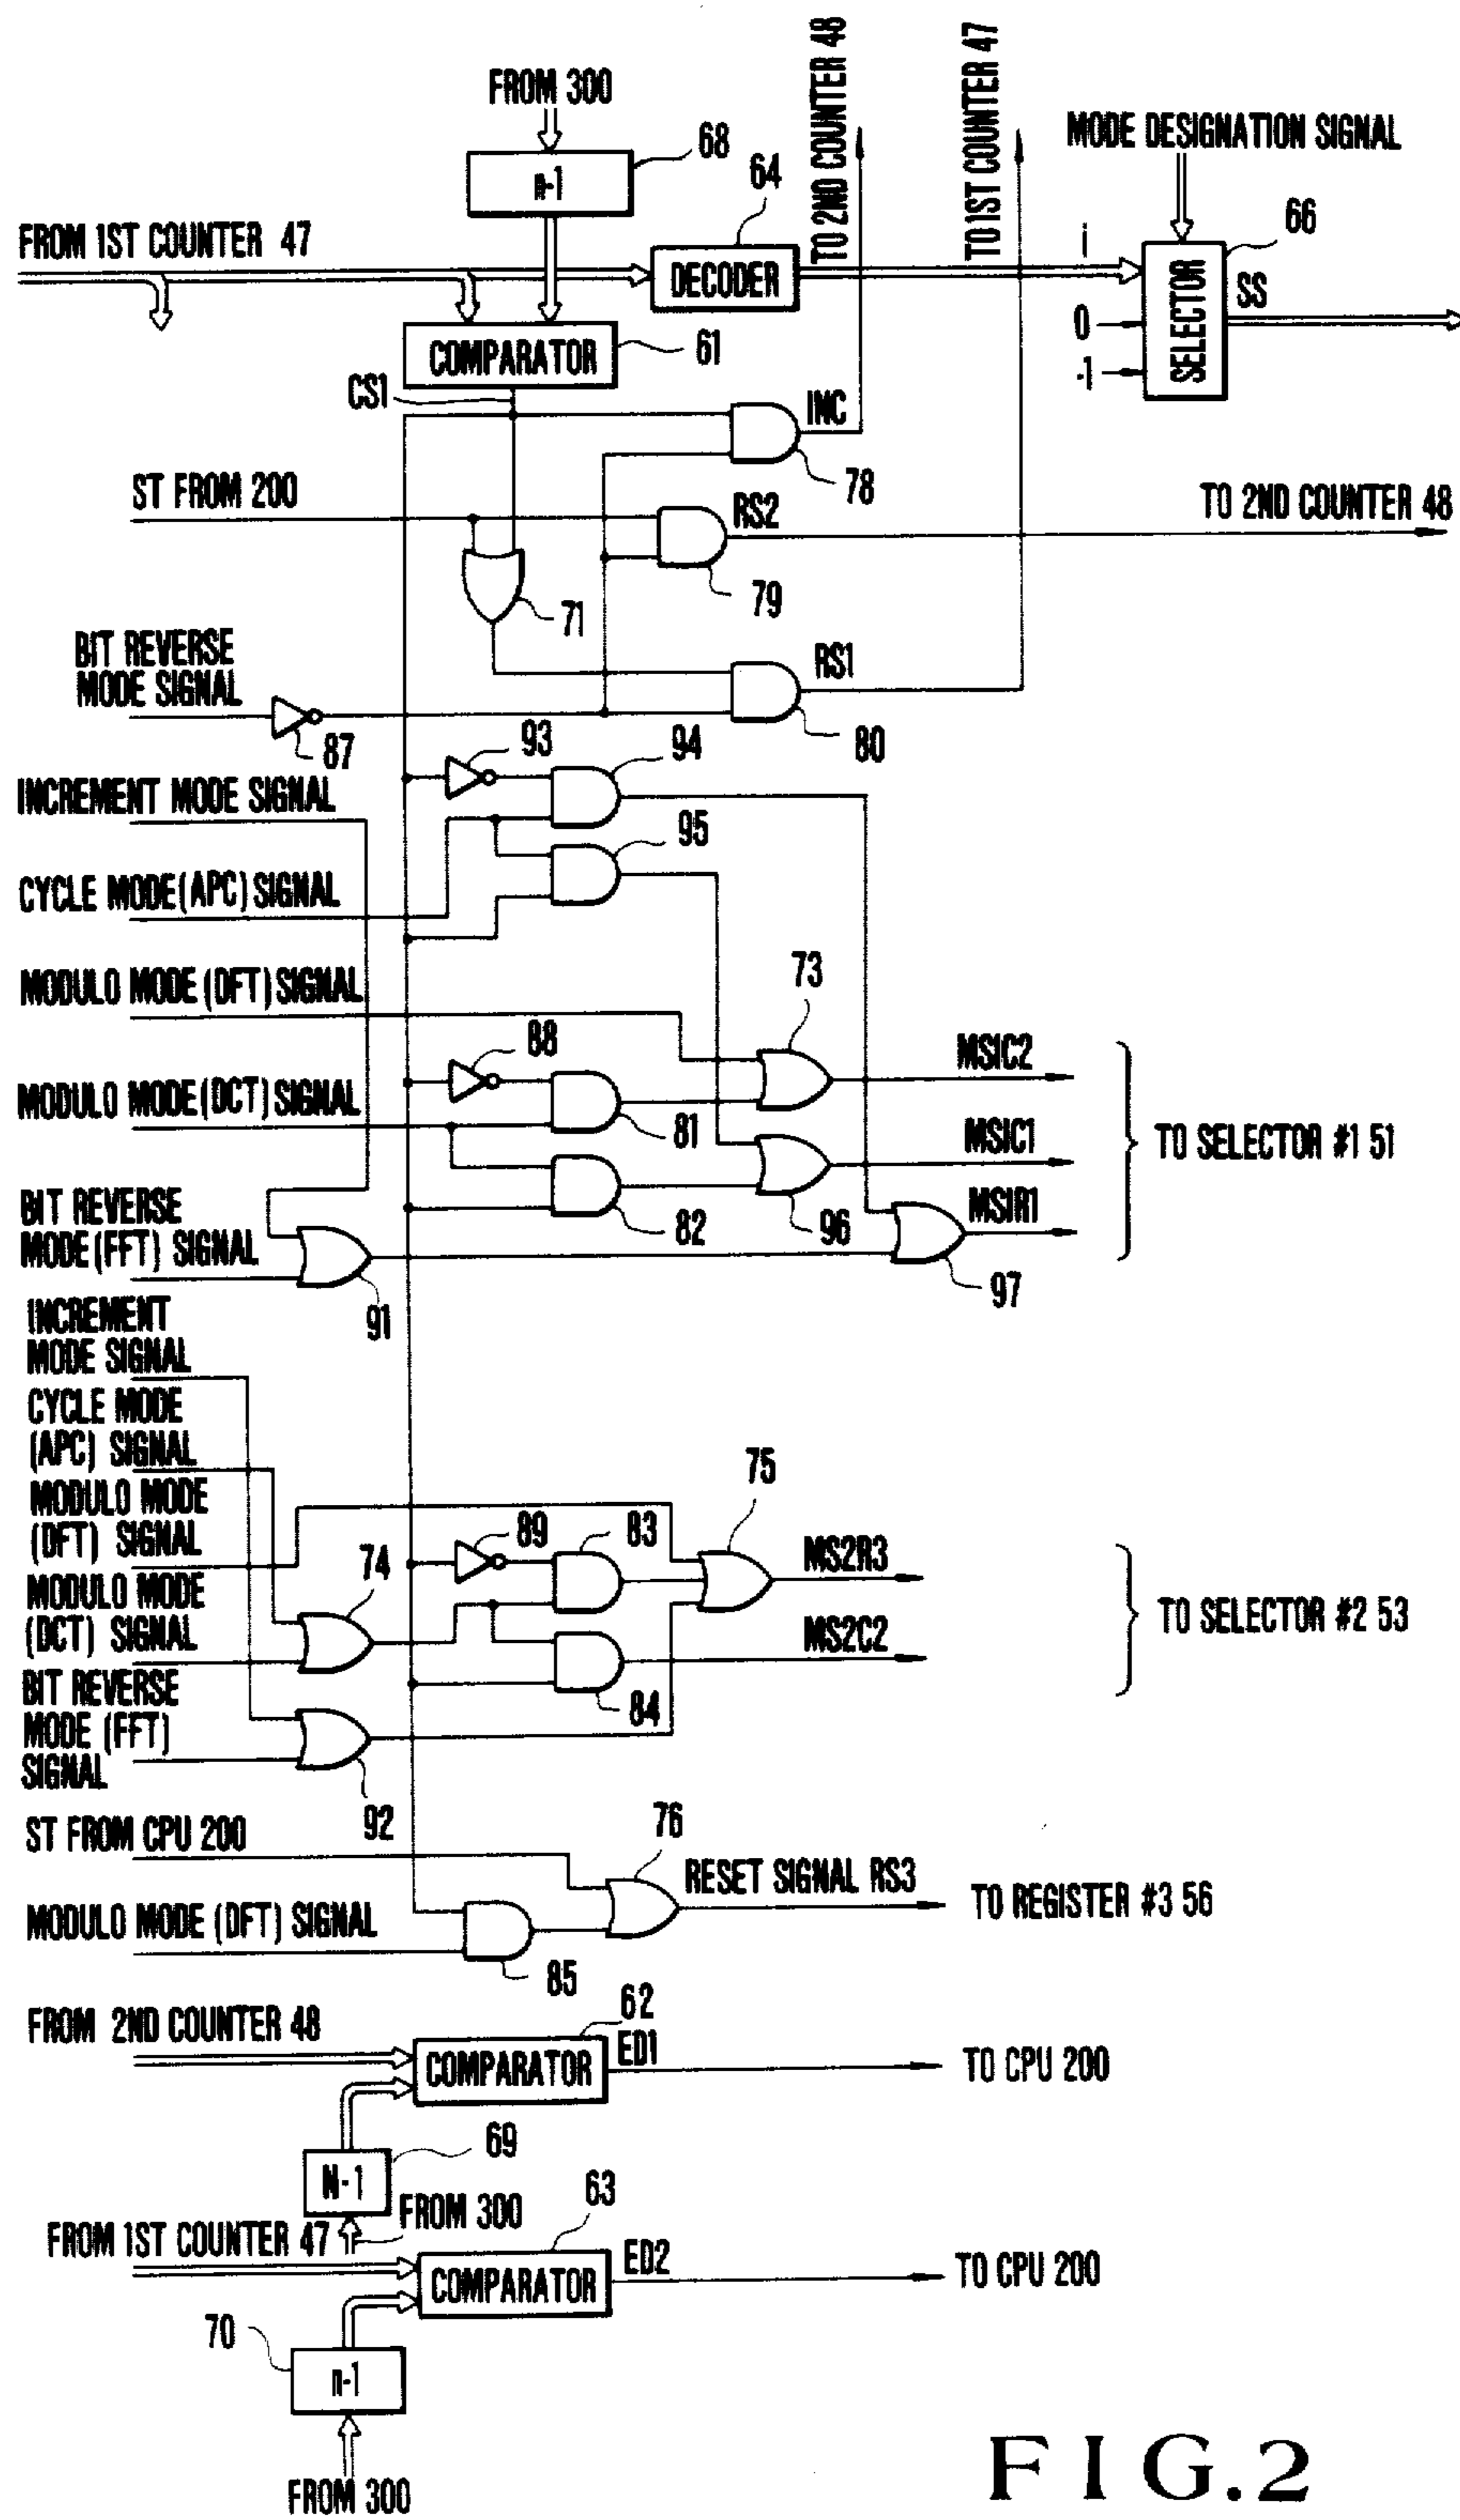 FROM 300
TO 2ND COUNTER 48
TO 1ST COUNTER 47
MODE DESIGNATION SIGNAL
68
n-1
64
66
FROM 1ST COUNTER 47
DECODER
i
0
-1
SELECTOR
SS
COMPARATOR
61
CS1
INC
78
ST FROM 200
RS2
TO 2ND COUNTER 48
79
71
BIT REVERSE
MODE SIGNAL
RS1
87
80
93
94
INCREMENT MODE SIGNAL
95
CYCLE MODE (APC) SIGNAL
MODULO MODE (DFT) SIGNAL
73
88
MSIC2
MODULO MODE (DCT) SIGNAL
81
MSIC1
TO SELECTOR #1 51
BIT REVERSE
MODE (FFT) SIGNAL
82
96
MSIR1
91
97
INCREMENT
MODE SIGNAL
CYCLE MODE
(APC) SIGNAL
MODULO MODE
(DFT) SIGNAL
75
89
83
74
MS2R3
MODULO MODE
(DCT) SIGNAL
MS2C2
TO SELECTOR #2 53
BIT REVERSE
MODE (FFT)
SIGNAL
84
92
ST FROM CPU 200
76
RESET SIGNAL RS3
TO REGISTER #3 56
MODULO MODE (DFT) SIGNAL
85
FROM 2ND COUNTER 48
62
COMPARATOR
ED1
TO CPU 200
69
N-1
FROM 300
63
FROM 1ST COUNTER 47
COMPARATOR
ED2
TO CPU 200
70
n-1
FROM 300
FIG.2